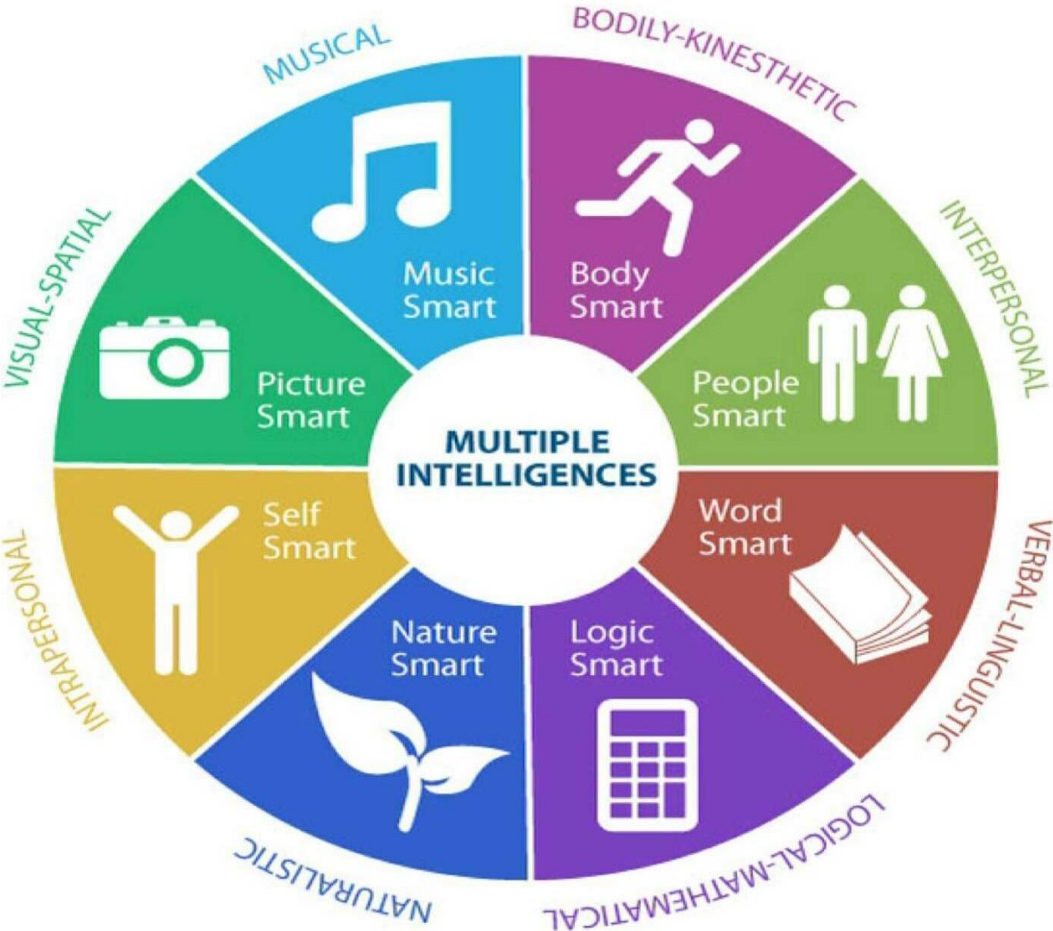 MUSICAL
BODILY-KINESTHETIC
INTERPERSONAL
VERBAL-LINGUISTIC
LOGICAL-MATHEMATICAL
NATURALISTIC
INTRAPERSONAL
VISUAL-SPATIAL
Music
Smart
Body
Smart
People
Smart
Word
Smart
Logic
Smart
Nature
Smart
Self
Smart
Picture
Smart
MULTIPLE
INTELLIGENCES